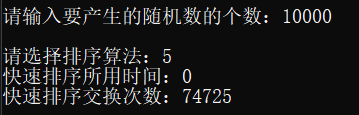 请输入要产生的随机数的个数：10000
请选择排序算法：5
快速排序所用时间：0
快速排序交换次数：74725